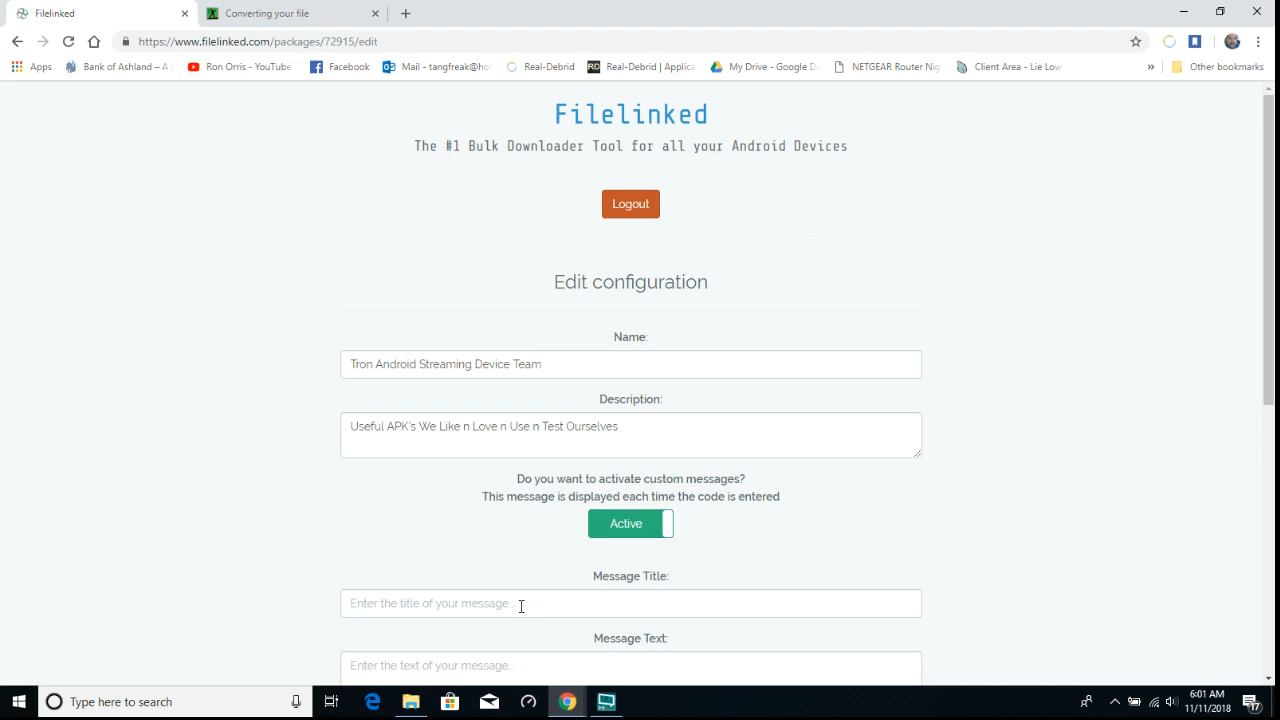 Filelinked
Converting your file
https://www.filelinked.com/packages/72915/edit
Apps
Bank of Ashland — A
Ron Orris - YouTube
Facebook
Mail - tangfreak@ho
Real-Debrid
Real-Debrid | Applica
My Drive - Google D
NETGEAR Router Nig
Client Area - Lie Low
»
Other bookmarks
Filelinked
The #1 Bulk Downloader Tool for all your Android Devices
Logout
Edit configuration
Name:
Tron Android Streaming Device Team
Description:
Useful APK's We Like n Love n Use n Test Ourselves
Do you want to activate custom messages?
This message is displayed each time the code is entered
Active
Message Title:
Enter the title of your message...
Message Text:
Enter the text of your message...
Type here to search
6:01 AM
11/11/2018
17